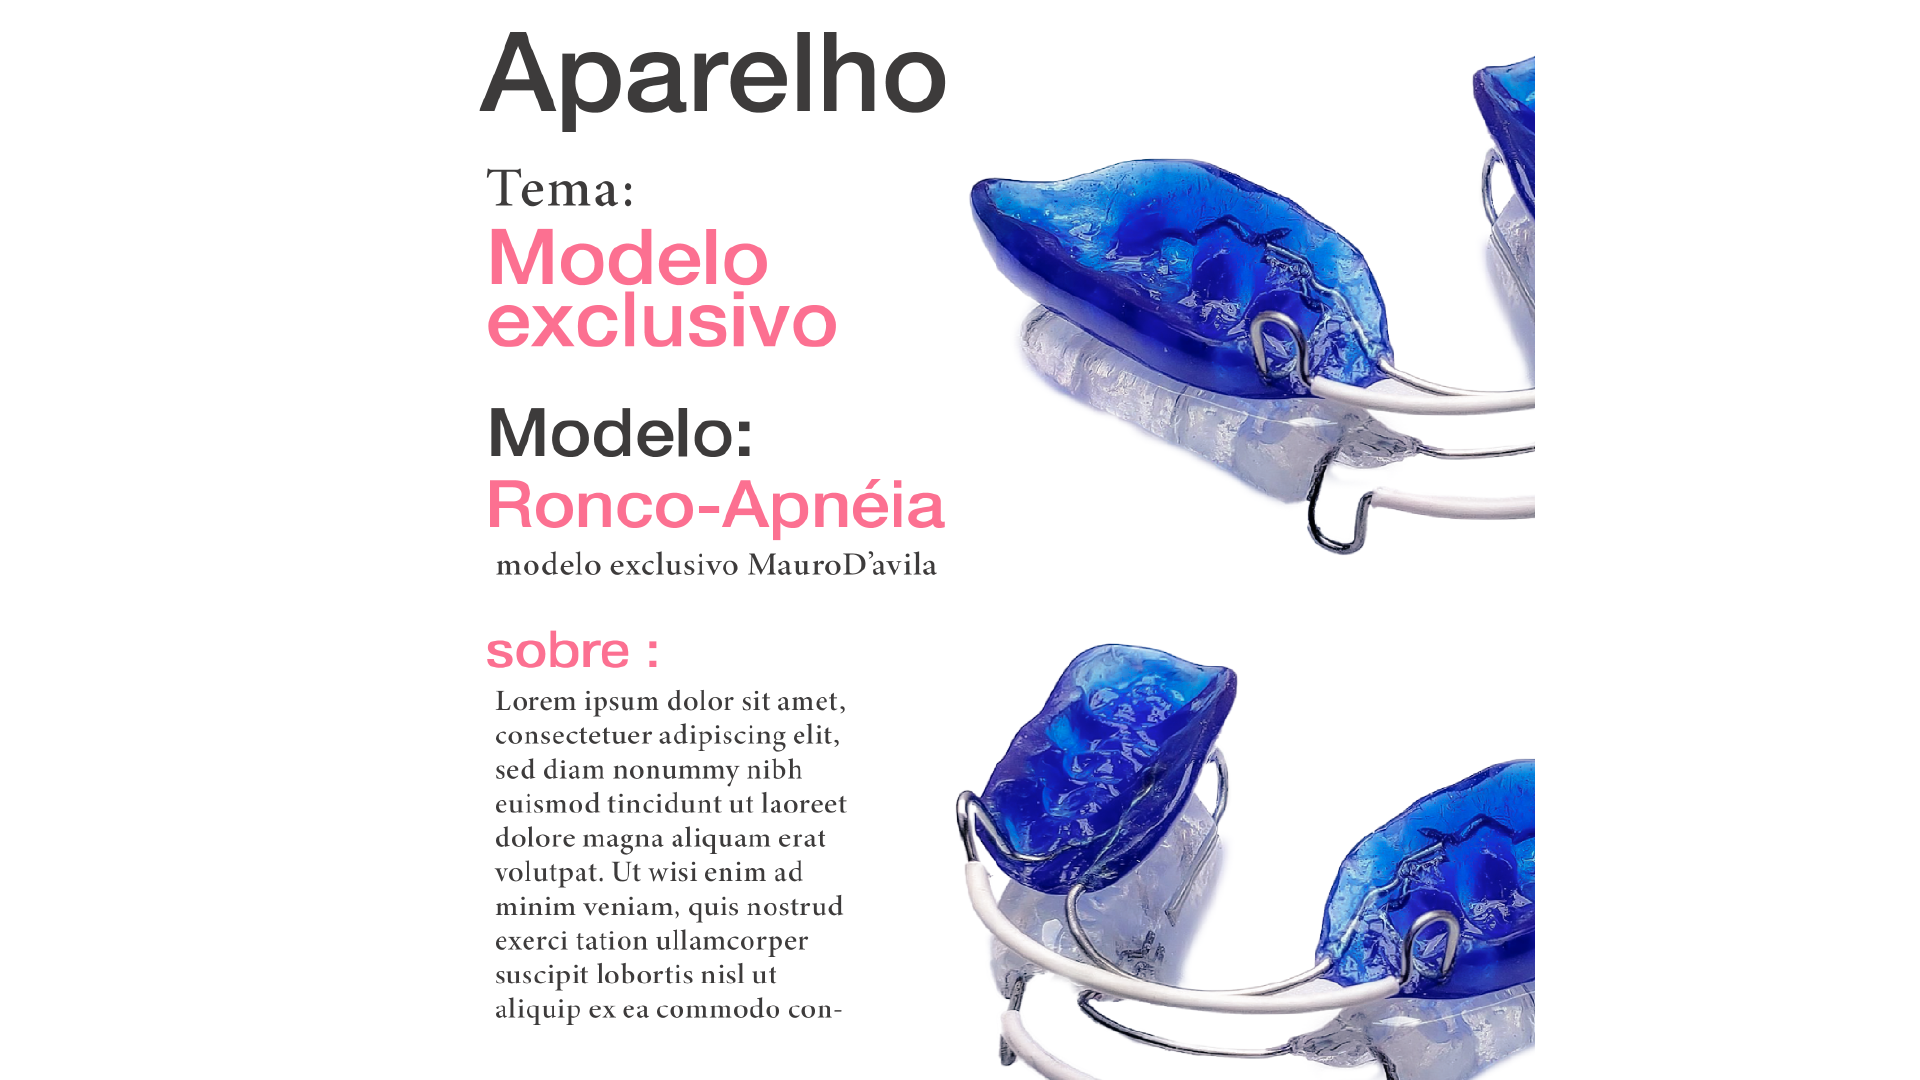 Aparelho
Tema:
Modelo
exclusivo
Modelo:
Ronco-Apnéia
modelo exclusivo MauroD’avila
sobre :
Lorem ipsum dolor sit amet,
consectetuer adipiscing elit,
sed diam nonummy nibh
euismod tincidunt ut laoreet
dolore magna aliquam erat
volutpat. Ut wisi enim ad
minim veniam, quis nostrud
exerci tation ullamcorper
suscipit lobortis nisl ut
aliquip ex ea commodo con-